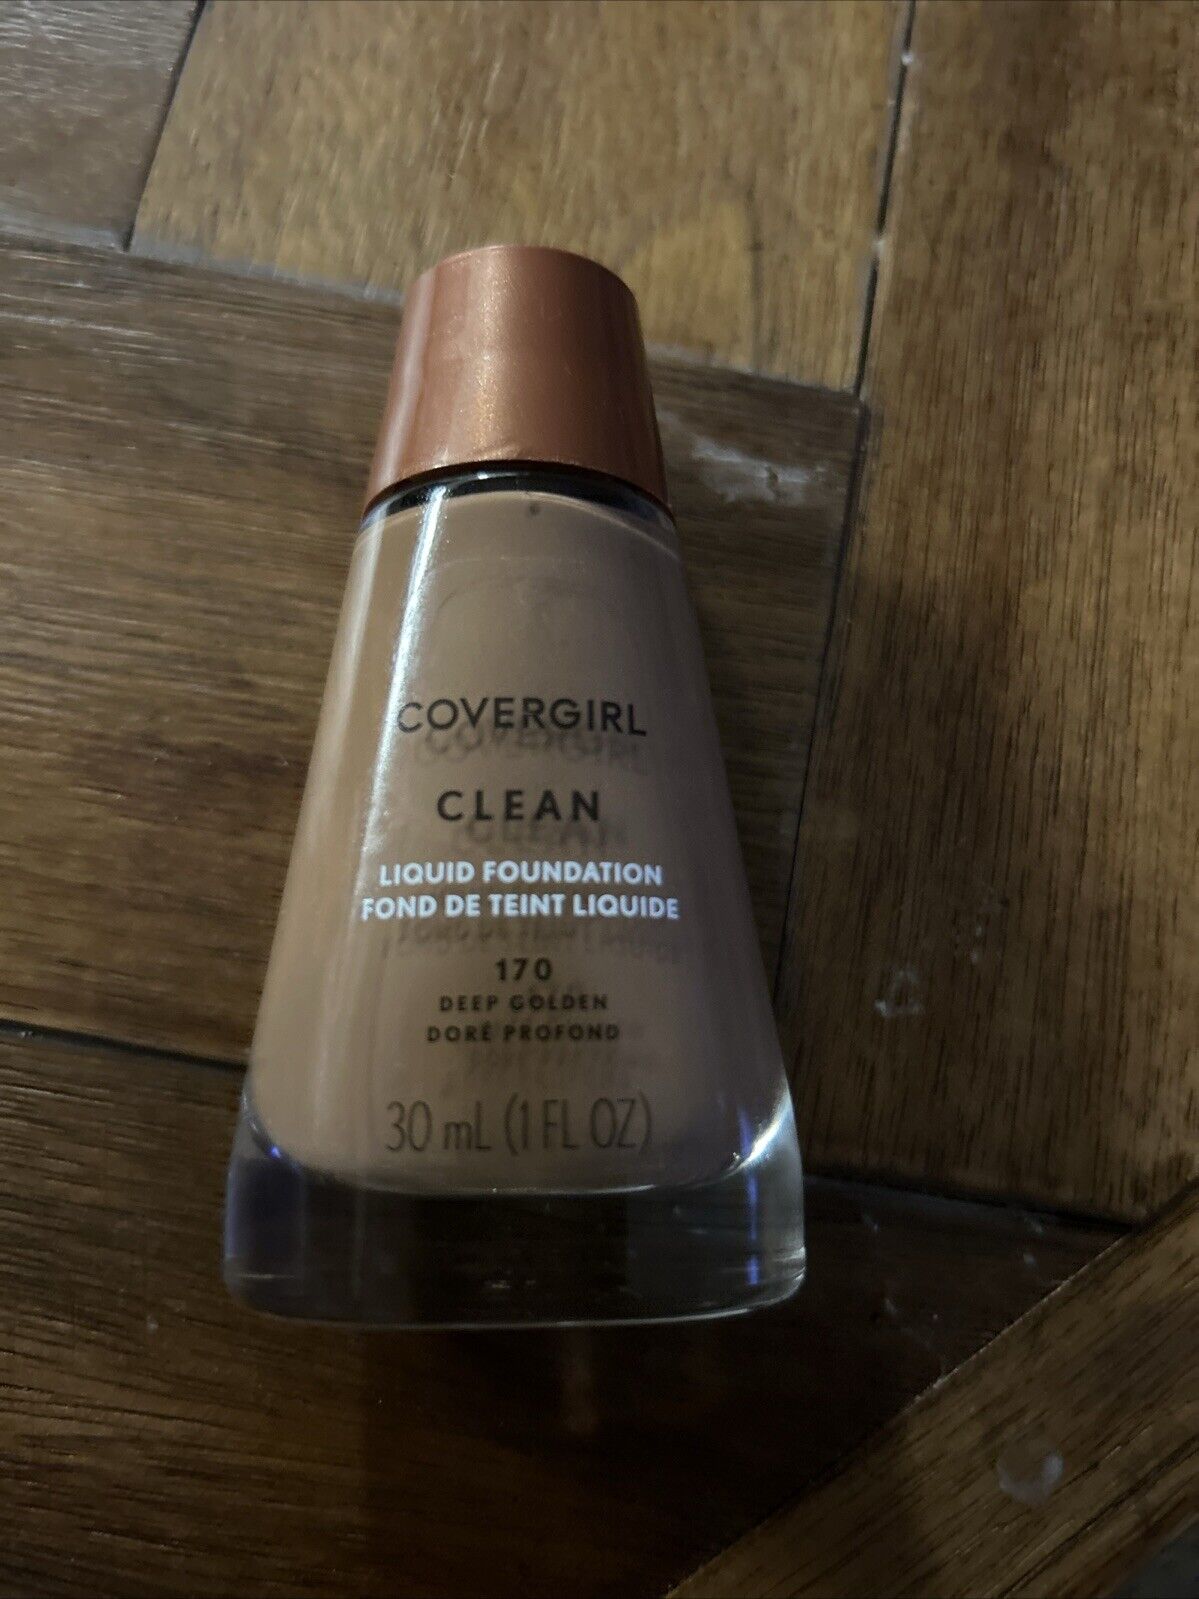 COVERGIRL
CLEAN
LIQUID FOUNDATION
FOND DE TEINT LIQUIDE
170
DEEP GOLDEN
DORÉ PROFOND
30 mL (1 FL OZ)